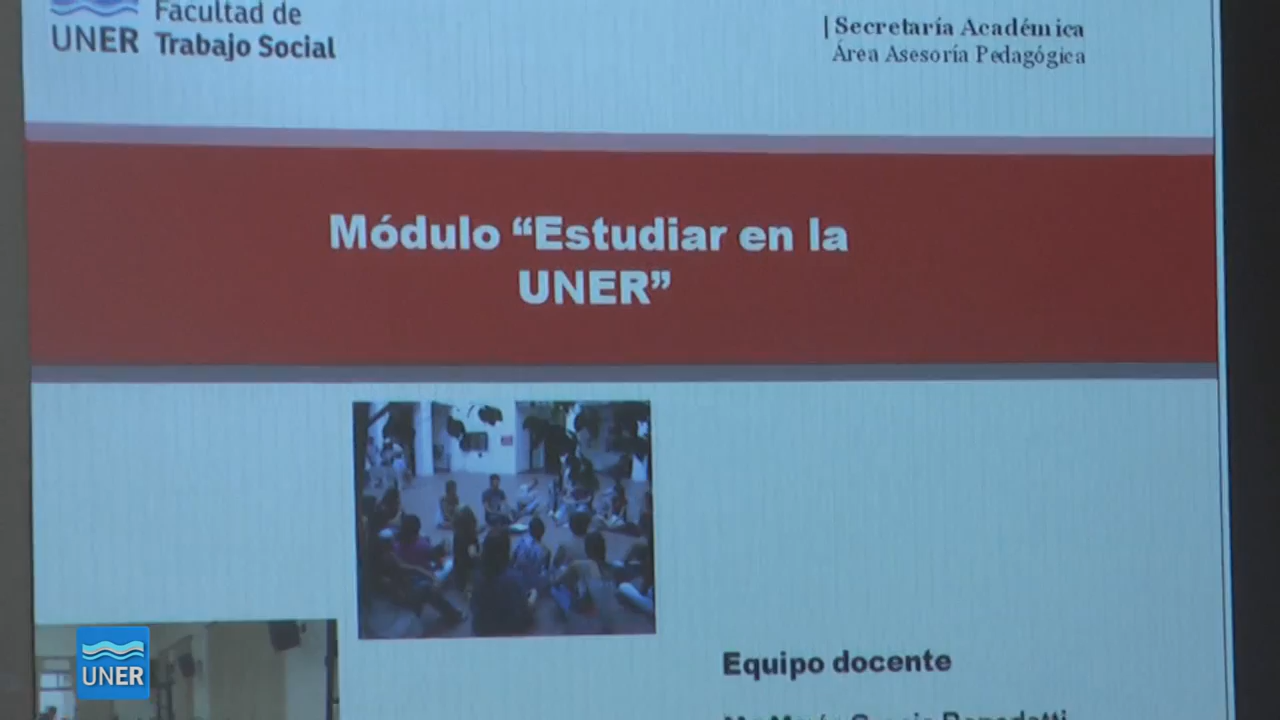 UNER
Facultad de
Trabajo Social
|Secretaría Académica
Área Asesoría Pedagógica
Módulo “Estudiar en la
UNER”
Equipo docente
UNER